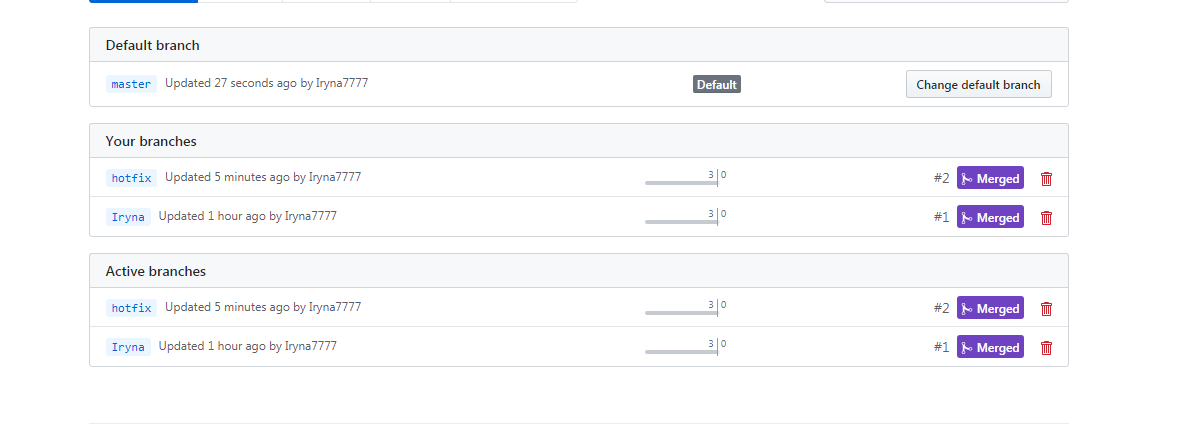 Default branch
master Updated 27 seconds ago by Iryna7777 Default Change default branch
Your branches
hotfix Updated 5 minutes ago by Iryna7777 3 0 #2 Merged
Iryna Updated 1 hour ago by Iryna7777 3 0 #1 Merged
Active branches
hotfix Updated 5 minutes ago by Iryna7777 3 0 #2 Merged
Iryna Updated 1 hour ago by Iryna7777 3 0 #1 Merged